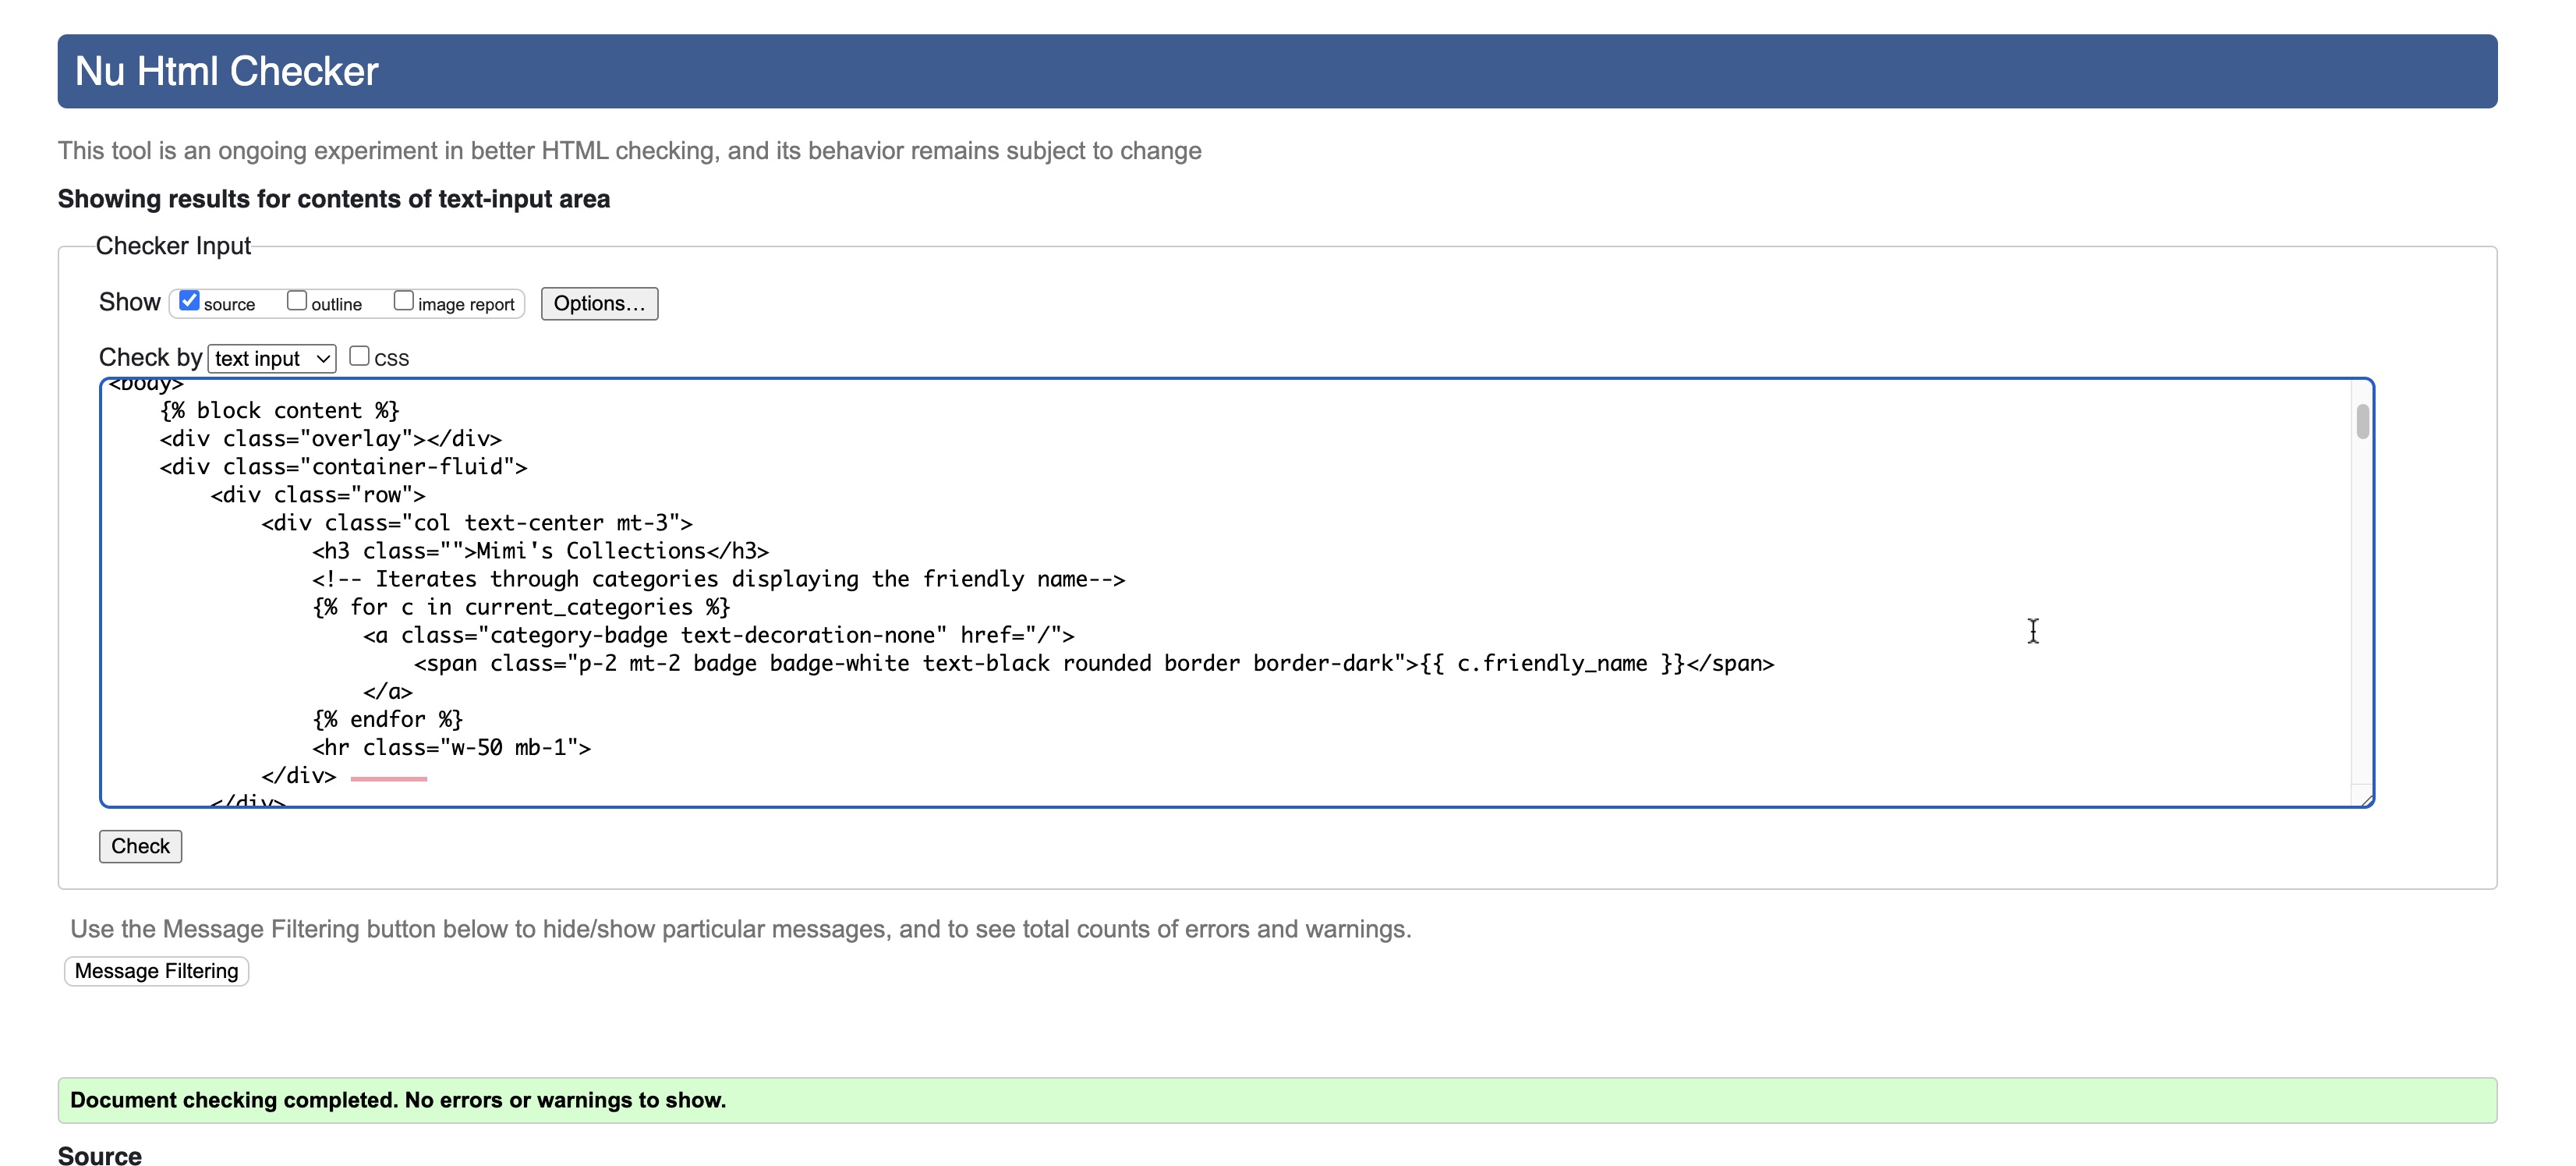 Nu Html Checker
This tool is an ongoing experiment in better HTML checking, and its behavior remains subject to change
Showing results for contents of text-input area
Checker Input
Show source outline image report Options...
Check by text input css
<body>
{% block content %}
<div class="overlay"></div>
<div class="container-fluid">
<div class="row">
<div class="col text-center mt-3">
<h3 class="">Mimi's Collections</h3>
<!-- Iterates through categories displaying the friendly name-->
{% for c in current_categories %}
<a class="category-badge text-decoration-none" href="/">
<span class="p-2 mt-2 badge badge-white text-black rounded border border-dark">{{ c.friendly_name }}</span>
</a>
{% endfor %}
<hr class="w-50 mb-1">
</div>
</div>
Check
Use the Message Filtering button below to hide/show particular messages, and to see total counts of errors and warnings.
Message Filtering
Document checking completed. No errors or warnings to show.
Source